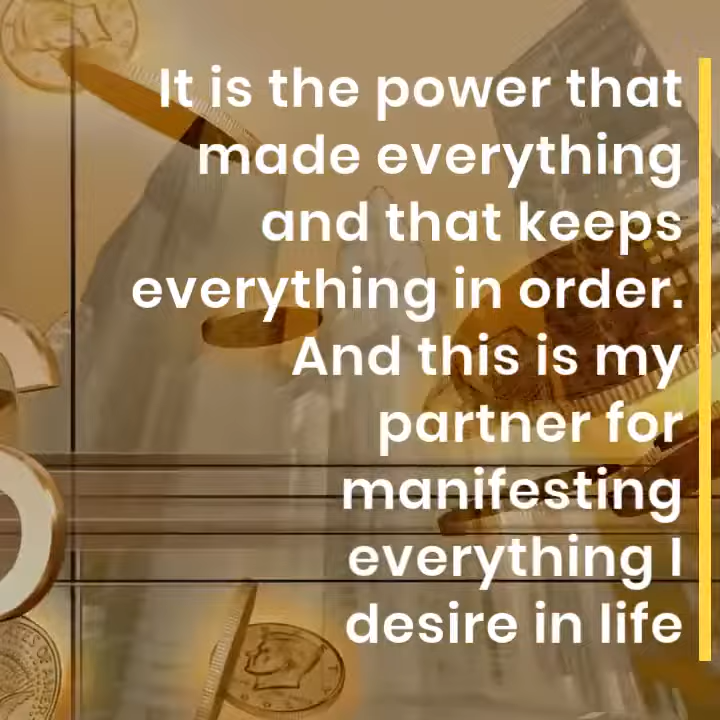 It is the power that
made everything
and that keeps
everything in order.
And this is my
partner for
manifesting
everything I
desire in life